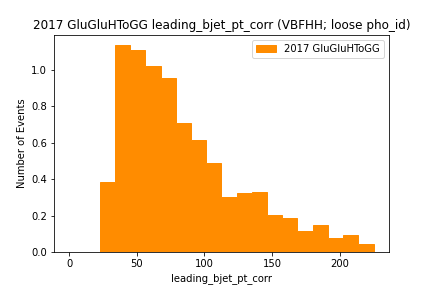 2017 GluGluHToGG leading_bjet_pt_corr (VBFHH; loose pho_id)
2017 GluGluHToGG
Number of Events
1.0
0.8
0.6
0.4
0.2
0.0
0
50
100
150
200
leading_bjet_pt_corr